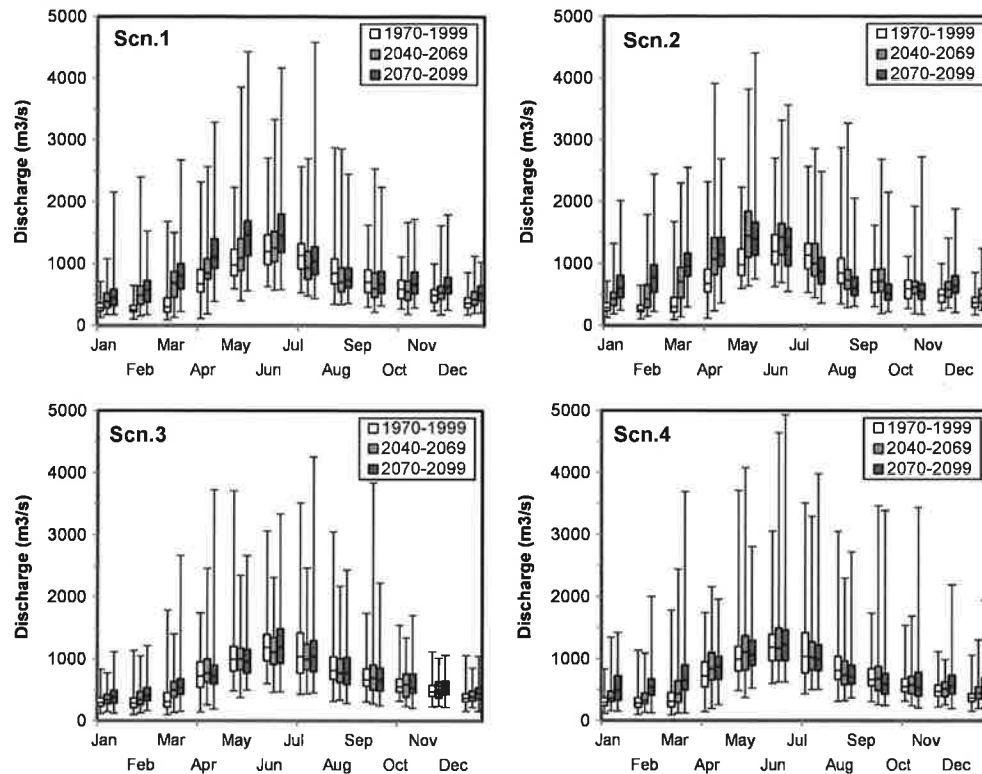 Scn.1
1970-1999
2040-2069
2070-2099
Discharge (m3/s)
5000
4000
3000
2000
1000
0
Jan Mar May Jul Sep Nov
Feb Apr Jun Aug Oct Dec
Scn.2
1970-1999
2040-2069
2070-2099
Discharge (m3/s)
5000
4000
3000
2000
1000
0
Jan Mar May Jul Sep Nov
Feb Apr Jun Aug Oct Dec
Scn.3
1970-1999
2040-2069
2070-2099
Discharge (m3/s)
5000
4000
3000
2000
1000
0
Jan Mar May Jul Sep Nov
Feb Apr Jun Aug Oct Dec
Scn.4
1970-1999
2040-2069
2070-2099
Discharge (m3/s)
5000
4000
3000
2000
1000
0
Jan Mar May Jul Sep Nov
Feb Apr Jun Aug Oct Dec